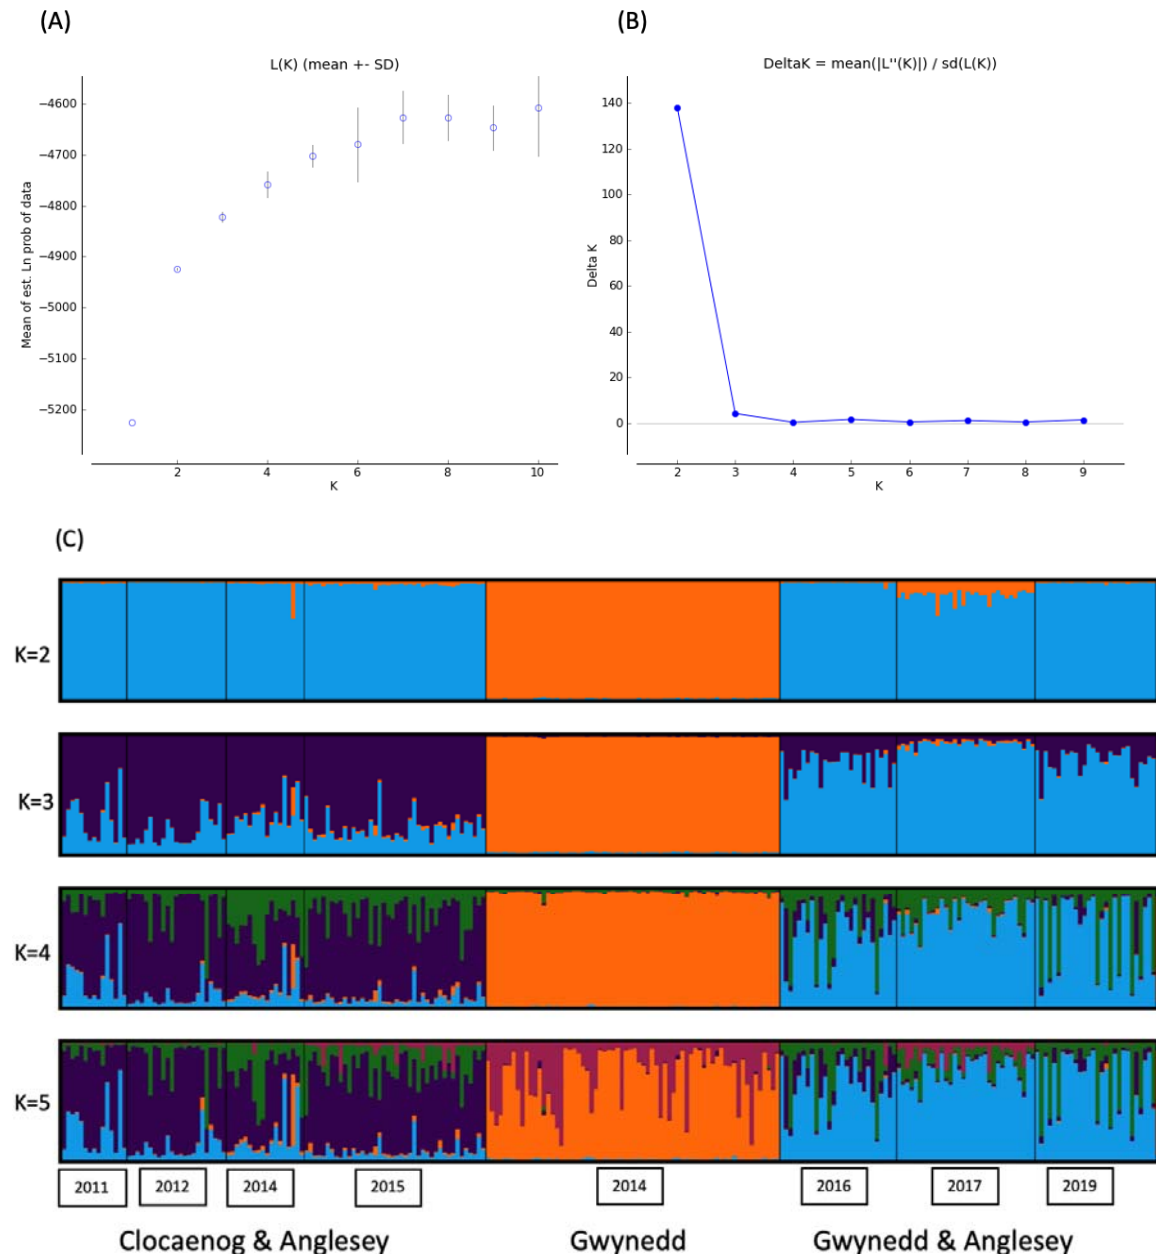 (A)
(B)
L(K) (mean +- SD)
DeltaK = mean(|L''(K)|) / sd(L(K))
Mean of est. Ln prob of data
−4600
−4700
−4800
−4900
−5000
−5100
−5200
2
4
6
8
10
K
Delta K
140
120
100
80
60
40
20
0
2
3
4
5
6
7
8
9
K
(C)
K=2
K=3
K=4
K=5
2011
2012
2014
2015
2014
2016
2017
2019
Clocaenog & Anglesey
Gwynedd
Gwynedd & Anglesey